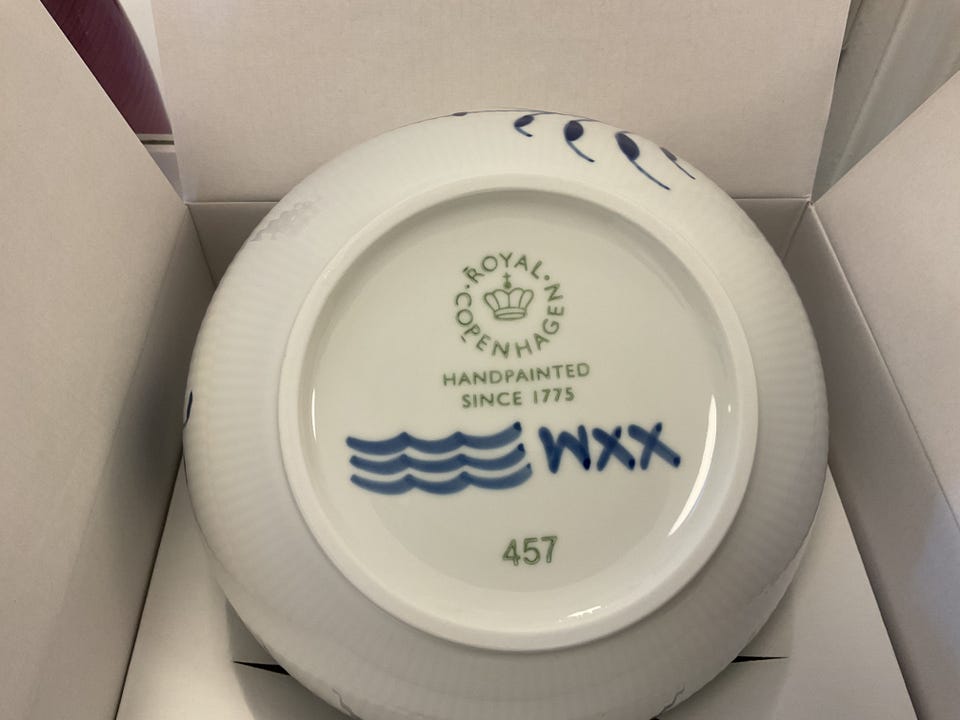 ROYAL COPENHAGEN
HANDPAINTED
SINCE 1775
WXX
457